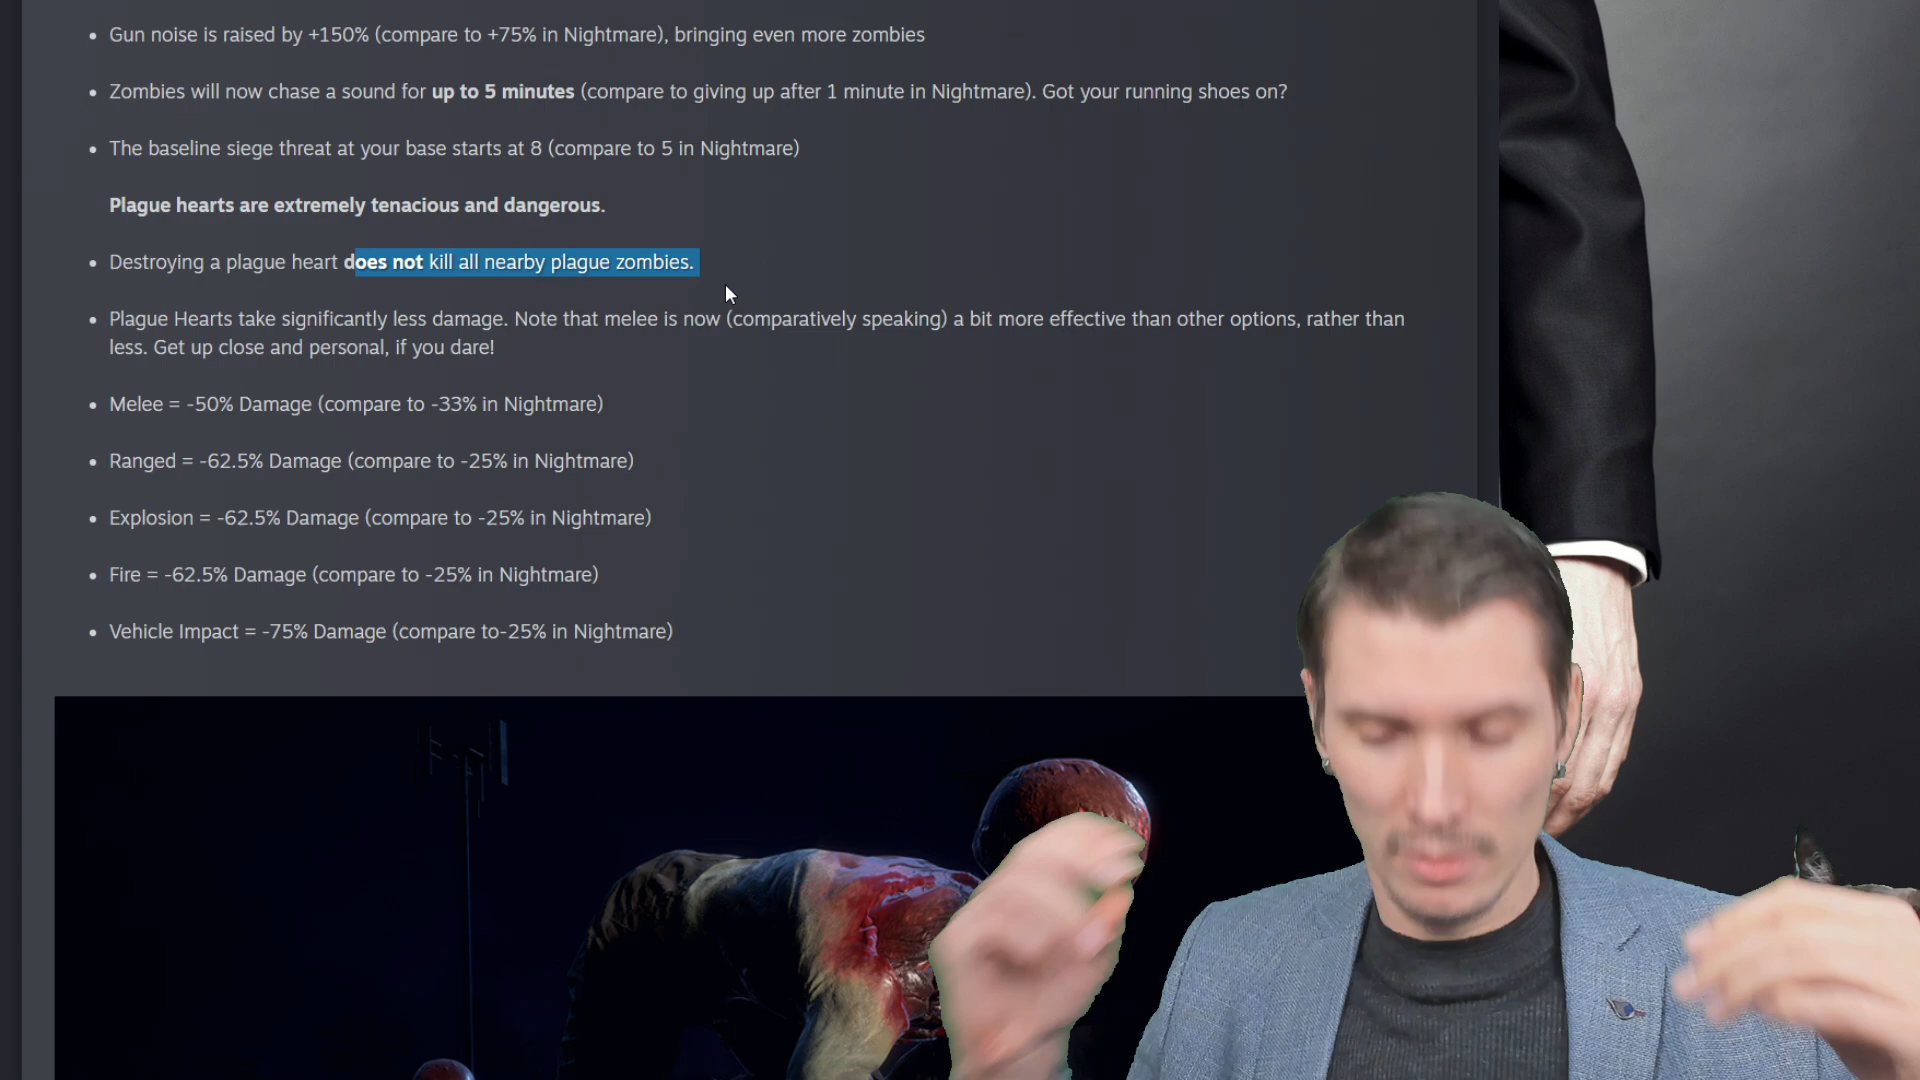 Gun noise is raised by +150% (compare to +75% in Nightmare), bringing even more zombies
Zombies will now chase a sound for up to 5 minutes (compare to giving up after 1 minute in Nightmare). Got your running shoes on?
The baseline siege threat at your base starts at 8 (compare to 5 in Nightmare)
Plague hearts are extremely tenacious and dangerous.
Destroying a plague heart does not kill all nearby plague zombies.
Plague Hearts take significantly less damage. Note that melee is now (comparatively speaking) a bit more effective than other options, rather than
less. Get up close and personal, if you dare!
Melee = -50% Damage (compare to -33% in Nightmare)
Ranged = -62.5% Damage (compare to -25% in Nightmare)
Explosion = -62.5% Damage (compare to -25% in Nightmare)
Fire = -62.5% Damage (compare to -25% in Nightmare)
Vehicle Impact = -75% Damage (compare to-25% in Nightmare)